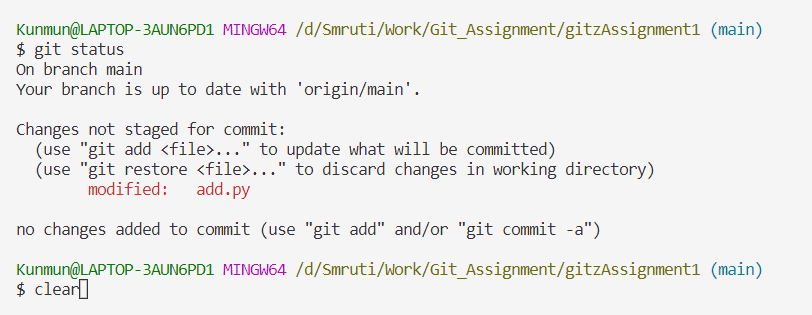 Kunmun@LAPTOP-3AUN6PD1 MINGW64 /d/Smruti/Work/Git_Assignment/gitzAssignment1 (main)
$ git status
On branch main
Your branch is up to date with 'origin/main'.

Changes not staged for commit:
  (use "git add <file>..." to update what will be committed)
  (use "git restore <file>..." to discard changes in working directory)
        modified:   add.py

no changes added to commit (use "git add" and/or "git commit -a")

Kunmun@LAPTOP-3AUN6PD1 MINGW64 /d/Smruti/Work/Git_Assignment/gitzAssignment1 (main)
$ clear